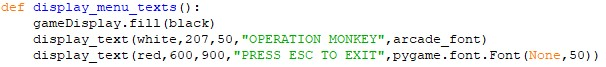 def display_menu_texts():
    gameDisplay.fill(black)
    display_text(white,207,50,"OPERATION MONKEY",arcade_font)
    display_text(red,600,900,"PRESS ESC TO EXIT",pygame.font.Font(None,50))